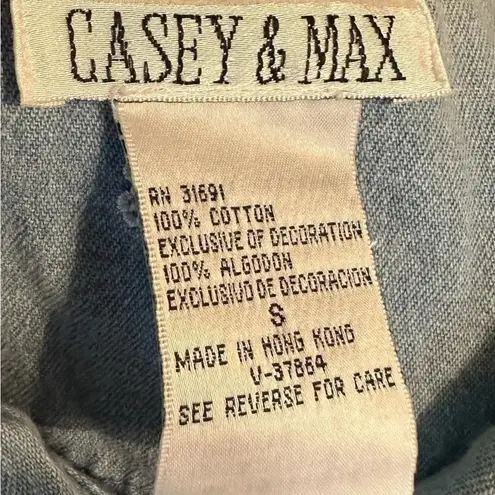 CASEY & MAX
RN 31691
100% COTTON
EXCLUSIVE OF DECORATION
100% ALGODON
EXCLUSIVO DE DECORACION
S
MADE IN HONG KONG
V-37864
SEE REVERSE FOR CARE